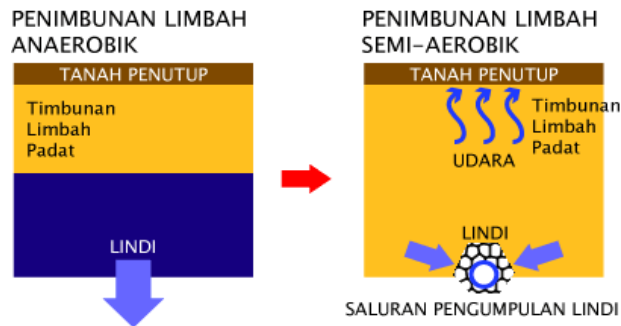 PENIMBUNAN LIMBAH
ANAEROBIK
TANAH PENUTUP
Timbunan
Limbah
Padat
LINDI
PENIMBUNAN LIMBAH
SEMI-AEROBIK
TANAH PENUTUP
Timbunan
Limbah
Padat
UDARA
LINDI
SALURAN PENGUMPULAN LINDI